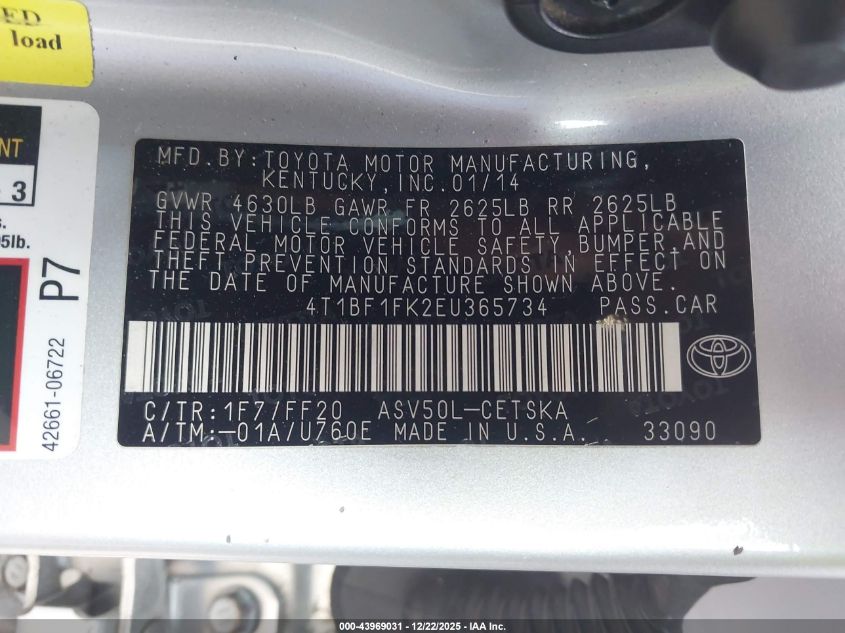 ED
load
NT
3
s.
95lb.
P7
42661-06722
MFD.BY:TOYOTA MOTOR MANUFACTURING,
KENTUCKY,INC.01/14
GVWR 4630LB GAWR FR 2625LB RR 2625LB
THIS VEHICLE CONFORMS TO ALL APPLICABLE
FEDERAL MOTOR VEHICLE SAFETY,BUMPER,AND
THEFT PREVENTION STANDARDS IN EFFECT ON
THE DATE OF MANUFACTURE SHOWN ABOVE.
4T1BF1FK2EU365734 PASS.CAR
C/TR:1F7/FF20 ASV50L-CETSKA
A/TM:-01A/U760E MADE IN U.S.A. 33090
000-43969031 - 12/22/2025 - IAA Inc.